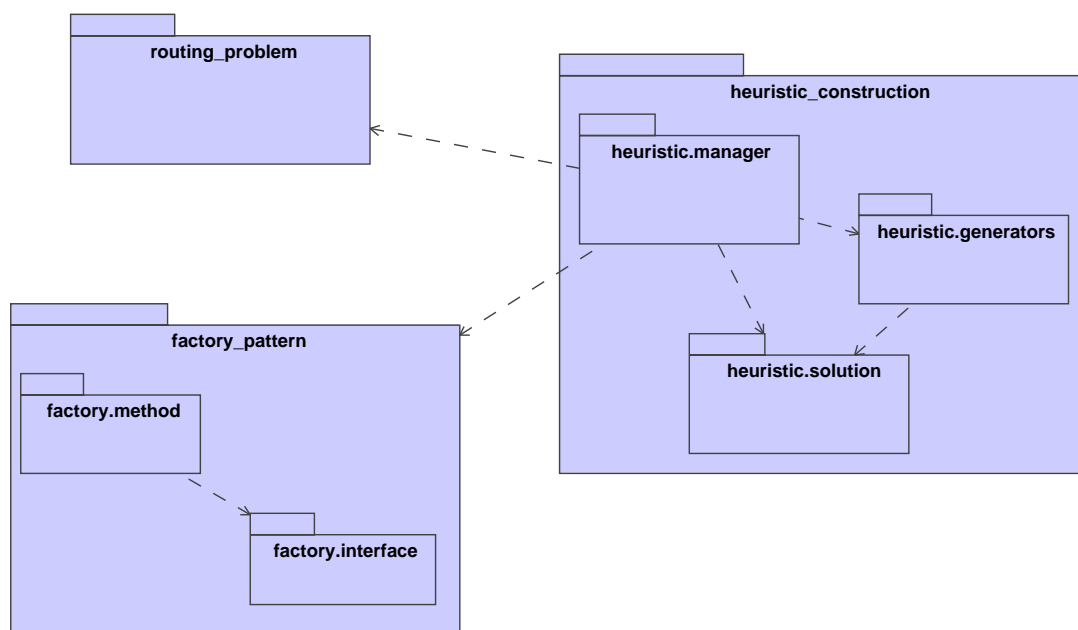 routing_problem
heuristic_construction
heuristic.manager
heuristic.generators
factory_pattern
heuristic.solution
factory.method
factory.interface